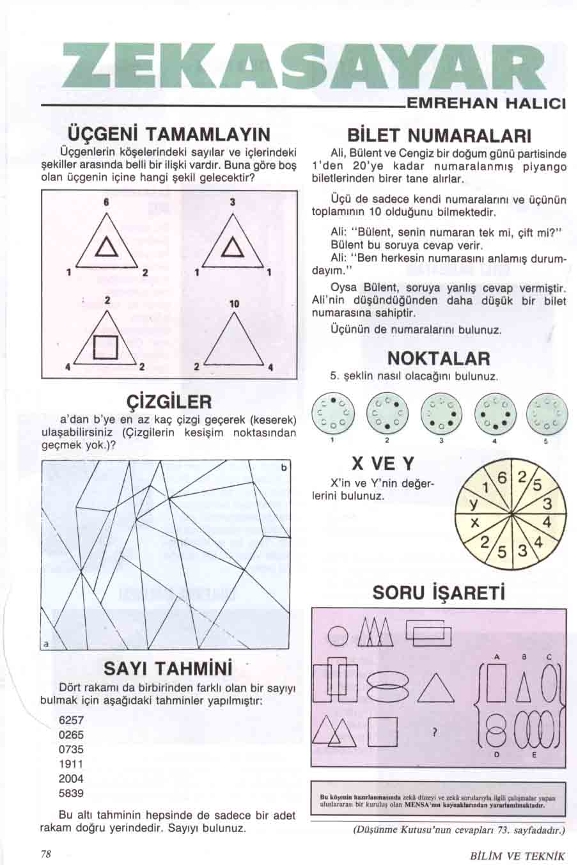 ZEKASAYAR
EMREHAN HALICI
ÜÇGENİ TAMAMLAYIN
Üçgenlerin köşelerindeki sayılar ve içlerindeki
şekiller arasında belli bir ilişki vardır. Buna göre boş
olan üçgenin içine hangi şekil gelecektir?
6 3
1 2 1 1
2 10
4 2 2 4
ÇİZGİLER
a'dan b'ye en az kaç çizgi geçerek (keserek)
ulaşabilirsiniz (Çizgilerin kesişim noktasından
geçmek yok.)?
b
a
SAYI TAHMİNİ
Dört rakamı da birbirinden farklı olan bir sayıyı
bulmak için aşağıdaki tahminler yapılmıştır:
6257
0265
0735
1911
2004
5839
Bu altı tahminin hepsinde de sadece bir adet
rakam doğru yerindedir. Sayıyı bulunuz.
BİLET NUMARALARI
Ali, Bülent ve Cengiz bir doğum günü partisinde
1'den 20'ye kadar numaralanmış piyango
biletlerinden birer tane alırlar.
Üçü de sadece kendi numaralarını ve üçünün
toplamının 10 olduğunu bilmektedir.
Ali: "Bülent, senin numaran tek mi, çift mi?"
Bülent bu soruya cevap verir.
Ali: "Ben herkesin numarasını anlamış durum-
dayım."
Oysa Bülent, soruya yanlış cevap vermiştir.
Ali'nin düşündüğünden daha düşük bir bilet
numarasına sahiptir.
Üçünün de numaralarını bulunuz.
NOKTALAR
5. şeklin nasıl olacağını bulunuz.
1 2 3 4 5
X VE Y
X'in ve Y'nin değer-
lerini bulunuz.
1 6 2 5
y 3
x 4
2 5 3 4
SORU İŞARETİ
A B C
?
D E
Bu köşenin hazırlanmasında zekâ düzeyi ve zekâ sorularıyla ilgili çalışmalar yapan
uluslararası bir kuruluş olan MENSA'nın kaynaklarından yararlanılmaktadır.
(Düşünme Kutusu'nun cevapları 73. sayfadadır.)
78
BİLİM VE TEKNİK